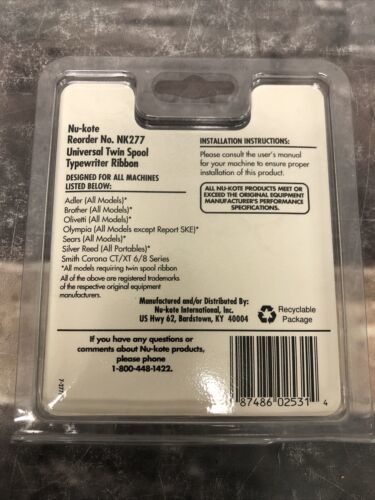 Nu-kote
Reorder No. NK277
Universal Twin Spool
Typewriter Ribbon
DESIGNED FOR ALL MACHINES
LISTED BELOW:
Adler (All Models)*
Brother (All Models)*
Olivetti (All Models)*
Olympia (All Models except Report SKE)*
Sears (All Models)*
Silver Reed (All Portables)*
Smith Corona CT/XT 6/8 Series
*All models requiring twin spool ribbon
All of the above are registered trademarks
of the respective original equipment
manufacturers.
INSTALLATION INSTRUCTIONS:
Please consult the user's manual
for your machine to ensure proper
installation of this product.
ALL NU-KOTE PRODUCTS MEET OR
EXCEED THE ORIGINAL EQUIPMENT
MANUFACTURER'S PERFORMANCE
SPECIFICATIONS.
Manufactured and/or Distributed By:
Nu-kote International, Inc.
US Hwy 62, Bardstown, KY 40004
Recyclable
Package
If you have any questions or
comments about Nu-kote products,
please phone
1-800-448-1422.
87486 02531 4